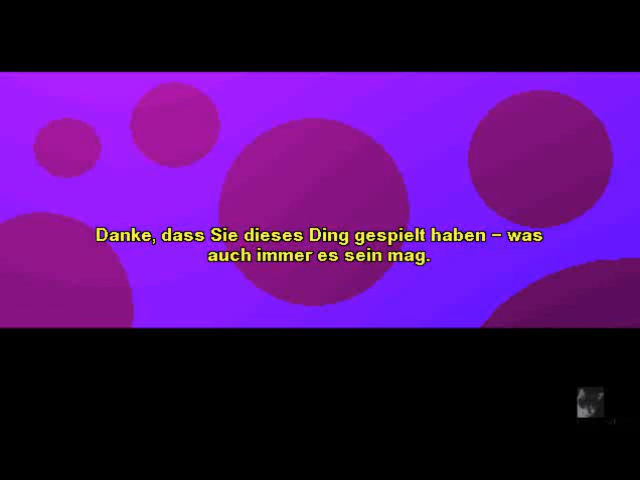 Danke, dass Sie dieses Ding gespielt haben – was
auch immer es sein mag.